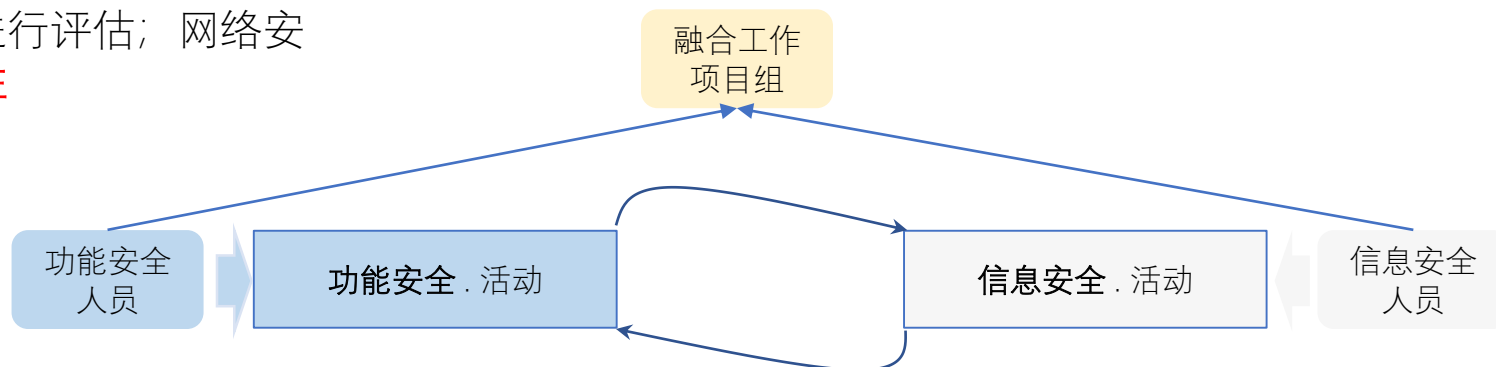 行评估；网络安
融合工作
项目组
功能安全
人员
功能安全 . 活动
信息安全 . 活动
信息安全
人员